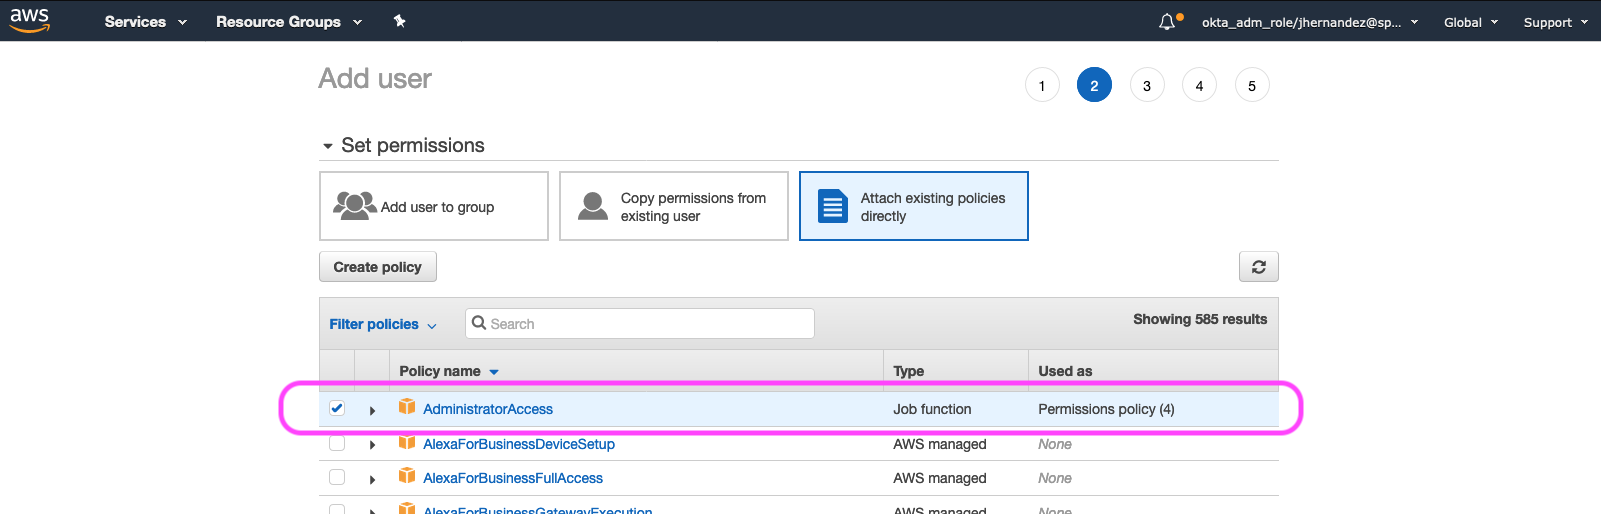 aws Services Resource Groups okta_adm_role/jhernandez@sp... Global Support
Add user 1 2 3 4 5
Set permissions
Add user to group
Copy permissions from
existing user
Attach existing policies
directly
Create policy
Filter policies Search Showing 585 results
Policy name Type Used as
AdministratorAccess Job function Permissions policy (4)
AlexaForBusinessDeviceSetup AWS managed None
AlexaForBusinessFullAccess AWS managed None
AlexaForBusinessGatewayExecution AWS managed None